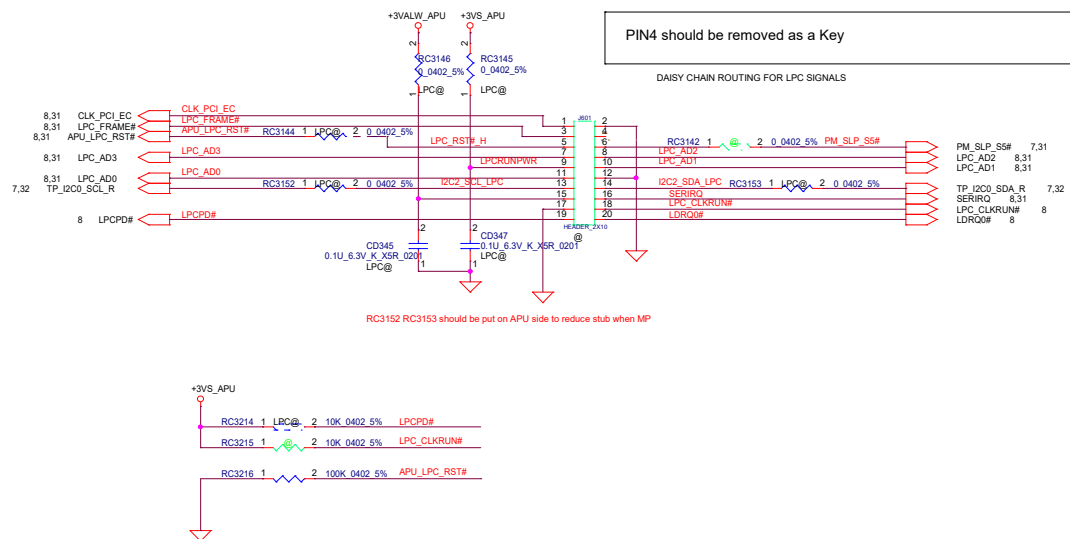 +3VALW_APU
+3VS_APU
PIN4 should be removed as a Key
DAISY CHAIN ROUTING FOR LPC SIGNALS
2
2
RC3146
0_0402_5%
LPC@
1
RC3145
0_0402_5%
LPC@
1
8,31 CLK_PCI_EC CLK_PCI_EC
8,31 LPC_FRAME# LPC_FRAME#
8,31 APU_LPC_RST# APU_LPC_RST# RC3144 1 LPC@ 2 0_0402_5% LPC_RST#_H
8,31 LPC_AD3 LPC_AD3
LPCRUNPWR
8,31 LPC_AD0 LPC_AD0
7,32 TP_I2C0_SCL_R RC3152 1 LPC@ 2 0_0402_5% I2C2_SCL_LPC
8 LPCPD# LPCPD#
J601
1 2
3 4
5 6
7 8
9 10
11 12
13 14
15 16
17 18
19 20
HEADER_2X10
@
RC3142 1 @ 2 0_0402_5% PM_SLP_S5# PM_SLP_S5# 7,31
LPC_AD2 LPC_AD2 8,31
LPC_AD1 LPC_AD1 8,31
I2C2_SDA_LPC RC3153 1 LPC@ 2 0_0402_5% TP_I2C0_SDA_R 7,32
SERIRQ SERIRQ 8,31
LPC_CLKRUN# LPC_CLKRUN# 8
LDRQ0# LDRQ0# 8
2
CD345
0.1U_6.3V_K_X5R_0201
LPC@
1
2
CD347
0.1U_6.3V_K_X5R_0201
LPC@
1
RC3152 RC3153 should be put on APU side to reduce stub when MP
+3VS_APU
RC3214 1 LPC@ 2 10K_0402_5% LPCPD#
RC3215 1 @ 2 10K_0402_5% LPC_CLKRUN#
RC3216 1 2 100K_0402_5% APU_LPC_RST#